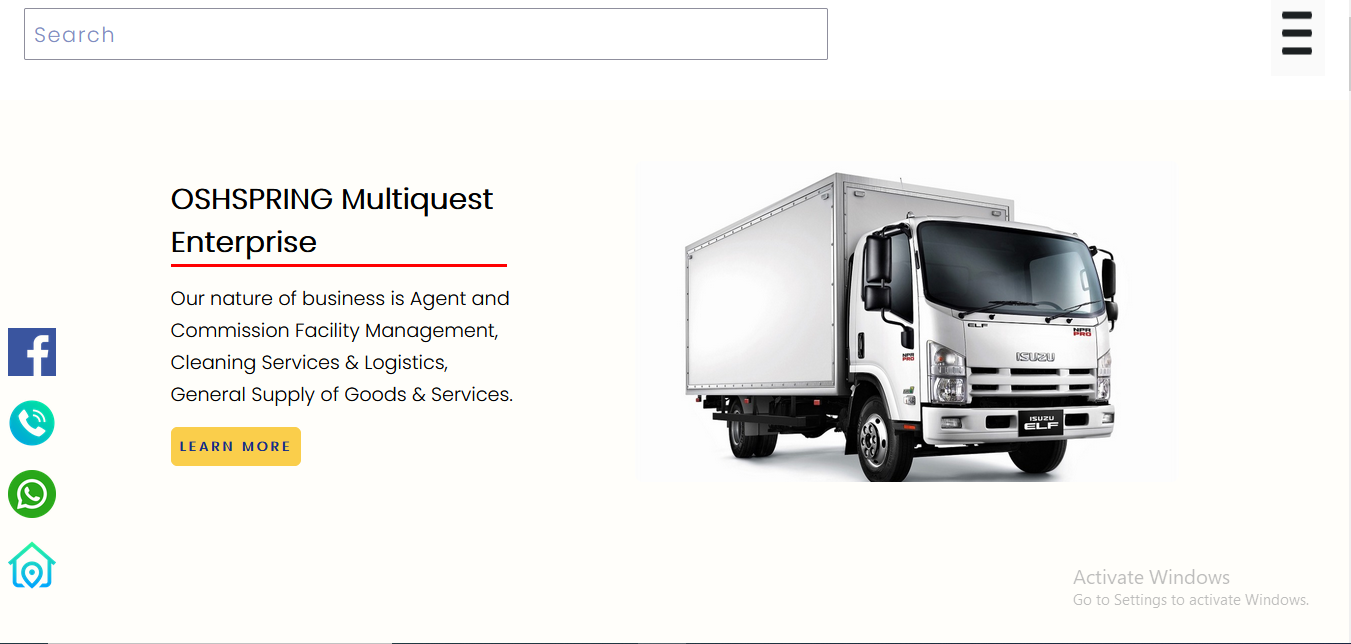 Search
OSHSPRING Multiquest
Enterprise
Our nature of business is Agent and
Commission Facility Management,
Cleaning Services & Logistics,
General Supply of Goods & Services.
LEARN MORE
ELF
NPR
PRO
ISUZU
NPR
PRO
ISUZU
ELF
Activate Windows
Go to Settings to activate Windows.